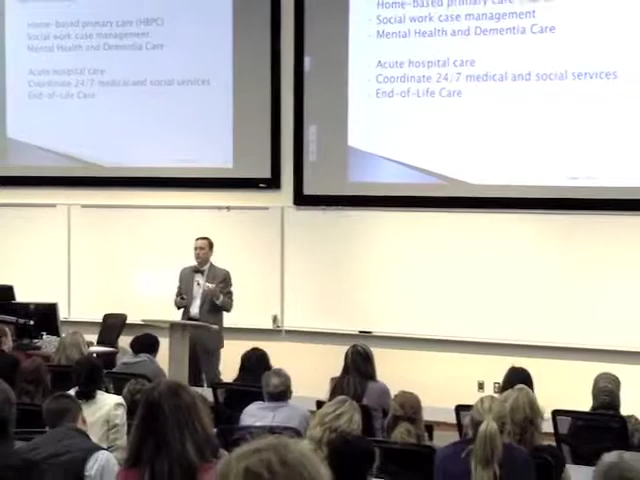 Home-based primary care (HBPC)
Social work case management
Mental Health and Dementia Care
Acute hospital care
Coordinate 24/7 medical and social services
End-of-Life Care
Home-based primary care
- Social work case management
- Mental Health and Dementia Care
- Acute hospital care
- Coordinate 24/7 medical and social services
- End-of-Life Care